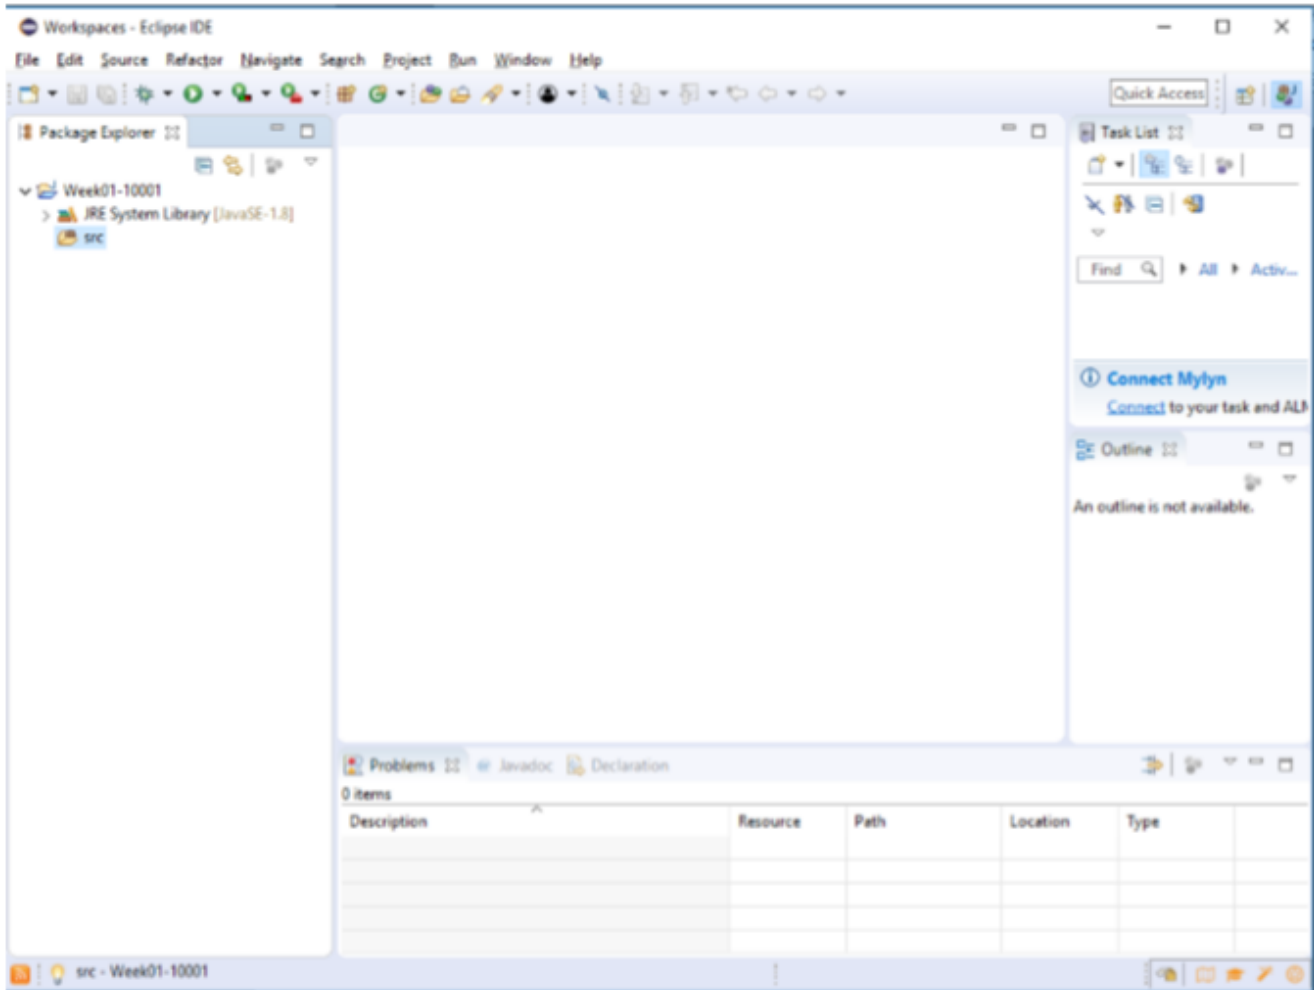 Workspaces - Eclipse IDE
File Edit Source Refactor Navigate Search Project Run Window Help
Quick Access
Package Explorer
Week01-10001
JRE System Library [JavaSE-1.8]
src
Task List
Find All Activ...
Connect Mylyn
Connect to your task and ALM
Outline
An outline is not available.
Problems Javadoc Declaration
0 items
Description Resource Path Location Type
src - Week01-10001